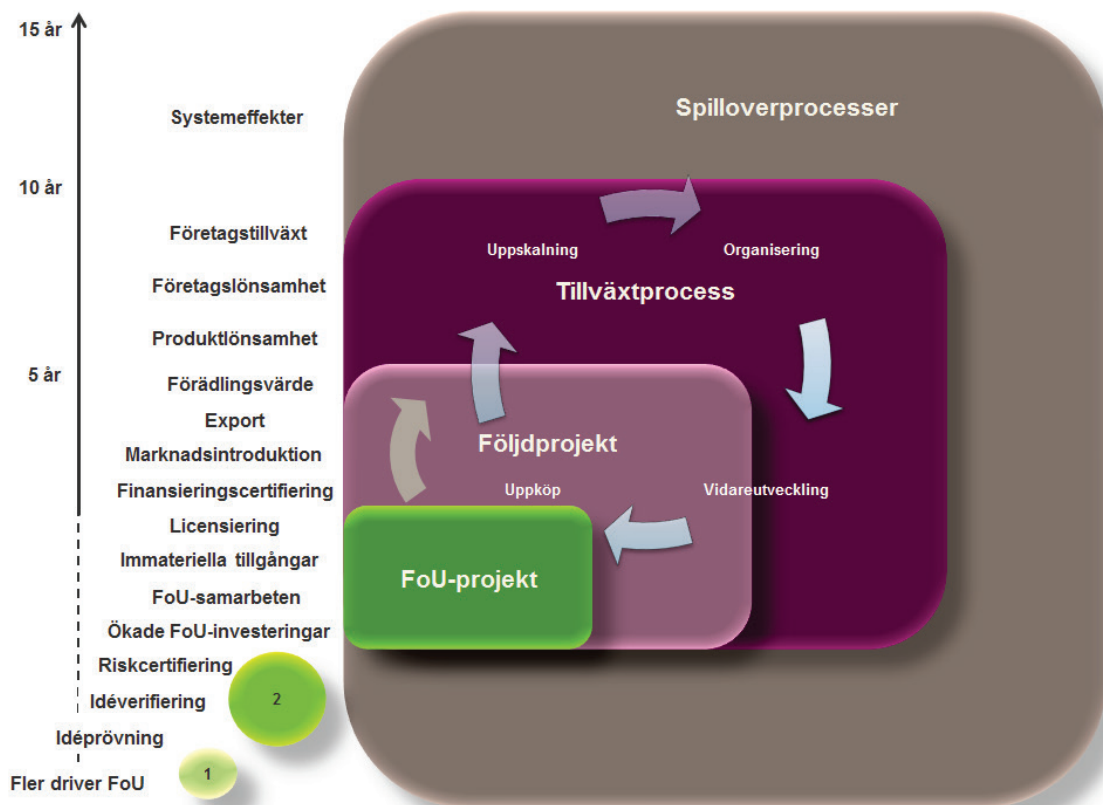 15 år
Systemeffekter
Spilloverprocesser
10 år
Företagstillväxt
Uppskalning
Organisering
Företagslönsamhet
Tillväxtprocess
Produktlönsamhet
5 år
Förädlingsvärde
Export
Följdprojekt
Marknadsintroduktion
Finansieringscertifiering
Uppköp
Vidareutveckling
Licensiering
Immateriella tillgångar
FoU-projekt
FoU-samarbeten
Ökade FoU-investeringar
Riskcertifiering
Idéverifiering
2
Idéprövning
1
Fler driver FoU